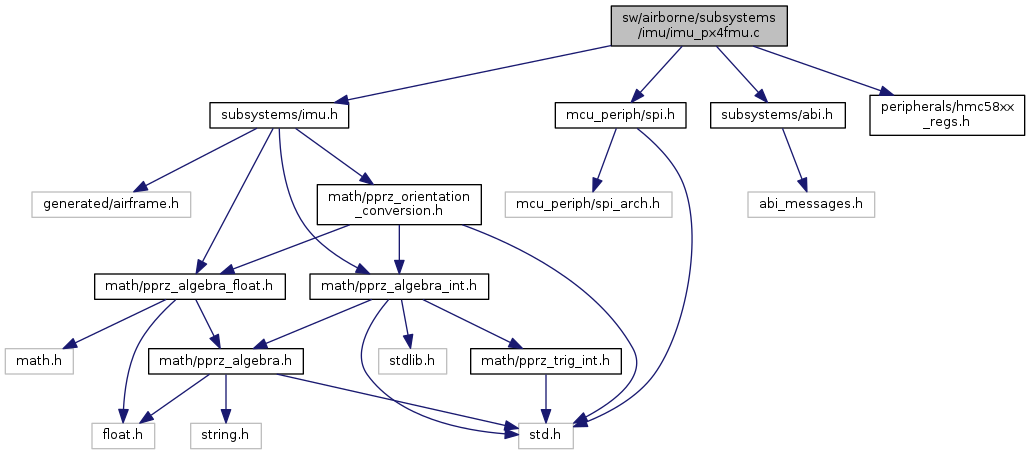 sw/airborne/subsystems
/imu/imu_px4fmu.c
subsystems/imu.h
mcu_periph/spi.h
subsystems/abi.h
peripherals/hmc58xx
_regs.h
generated/airframe.h
math/pprz_orientation
_conversion.h
mcu_periph/spi_arch.h
abi_messages.h
math/pprz_algebra_float.h
math/pprz_algebra_int.h
math.h
math/pprz_algebra.h
stdlib.h
math/pprz_trig_int.h
float.h
string.h
std.h